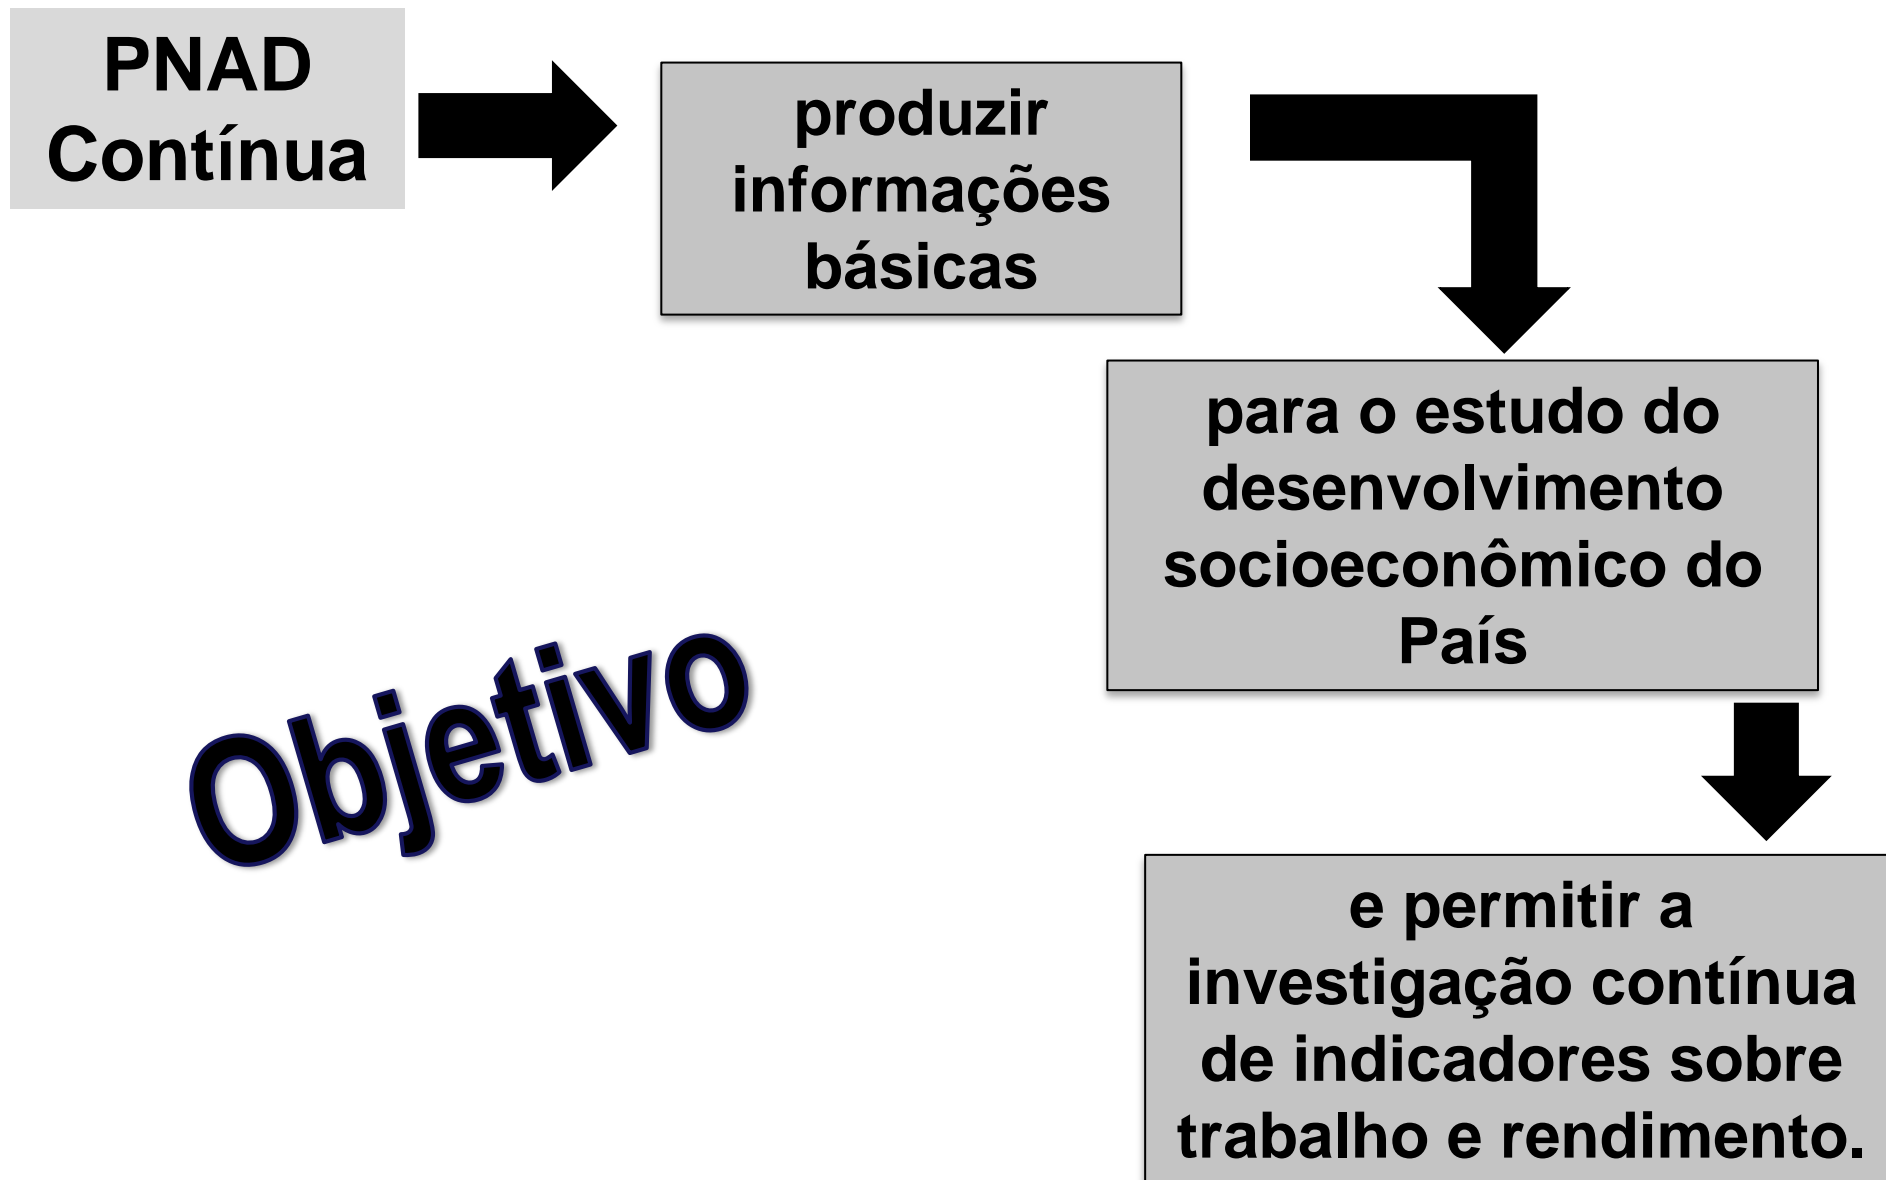 PNAD
Contínua
produzir
informações
básicas
para o estudo do
desenvolvimento
socioeconômico do
País
Objetivo
e permitir a
investigação contínua
de indicadores sobre
trabalho e rendimento.